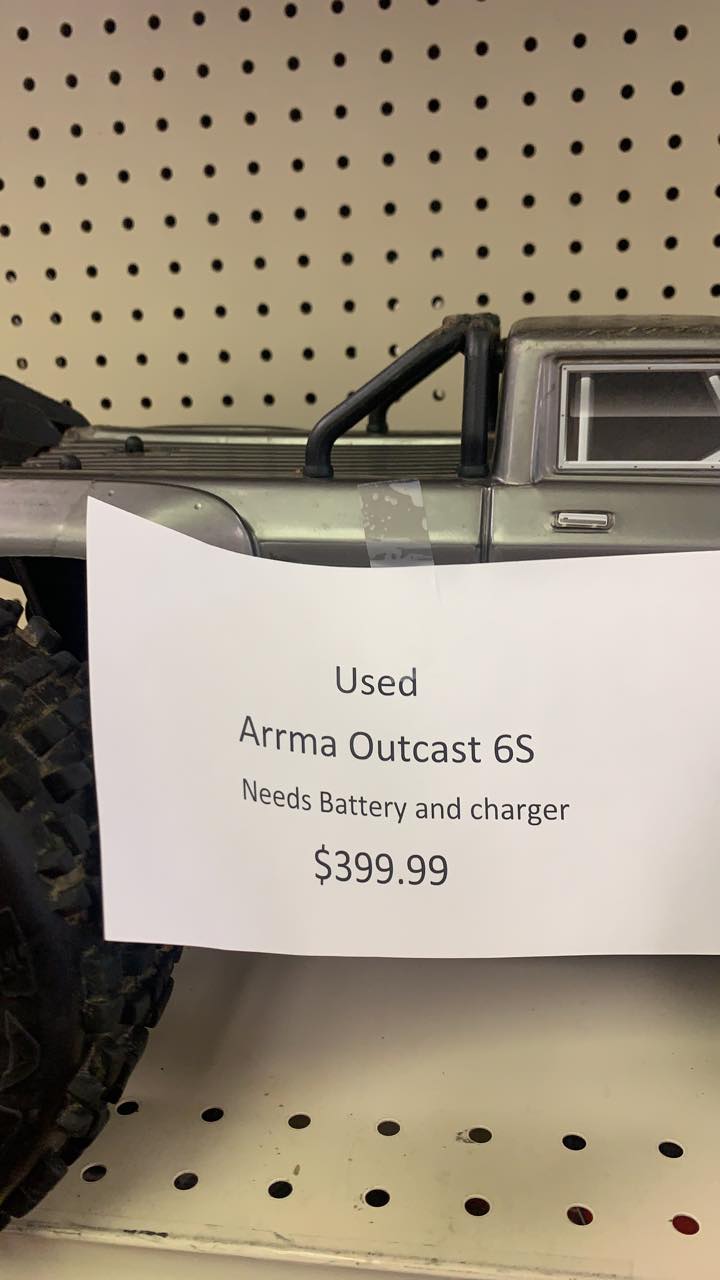 Used
Arrma Outcast 6S
Needs Battery and charger
$399.99